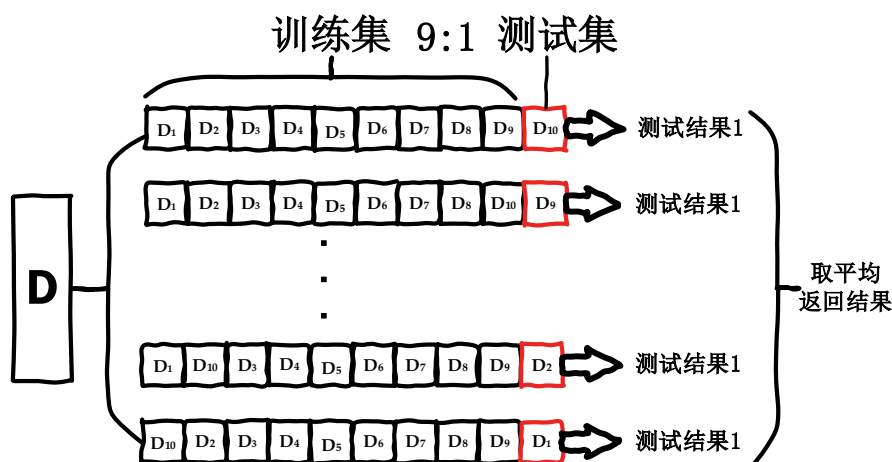 训练集 9:1 测试集
D1 D2 D3 D4 D5 D6 D7 D8 D9 D10 测试结果1
D1 D2 D3 D4 D5 D6 D7 D8 D10 D9 测试结果1
D
取平均
返回结果
D1 D10 D3 D4 D5 D6 D7 D8 D9 D2 测试结果1
D10 D2 D3 D4 D5 D6 D7 D8 D9 D1 测试结果1